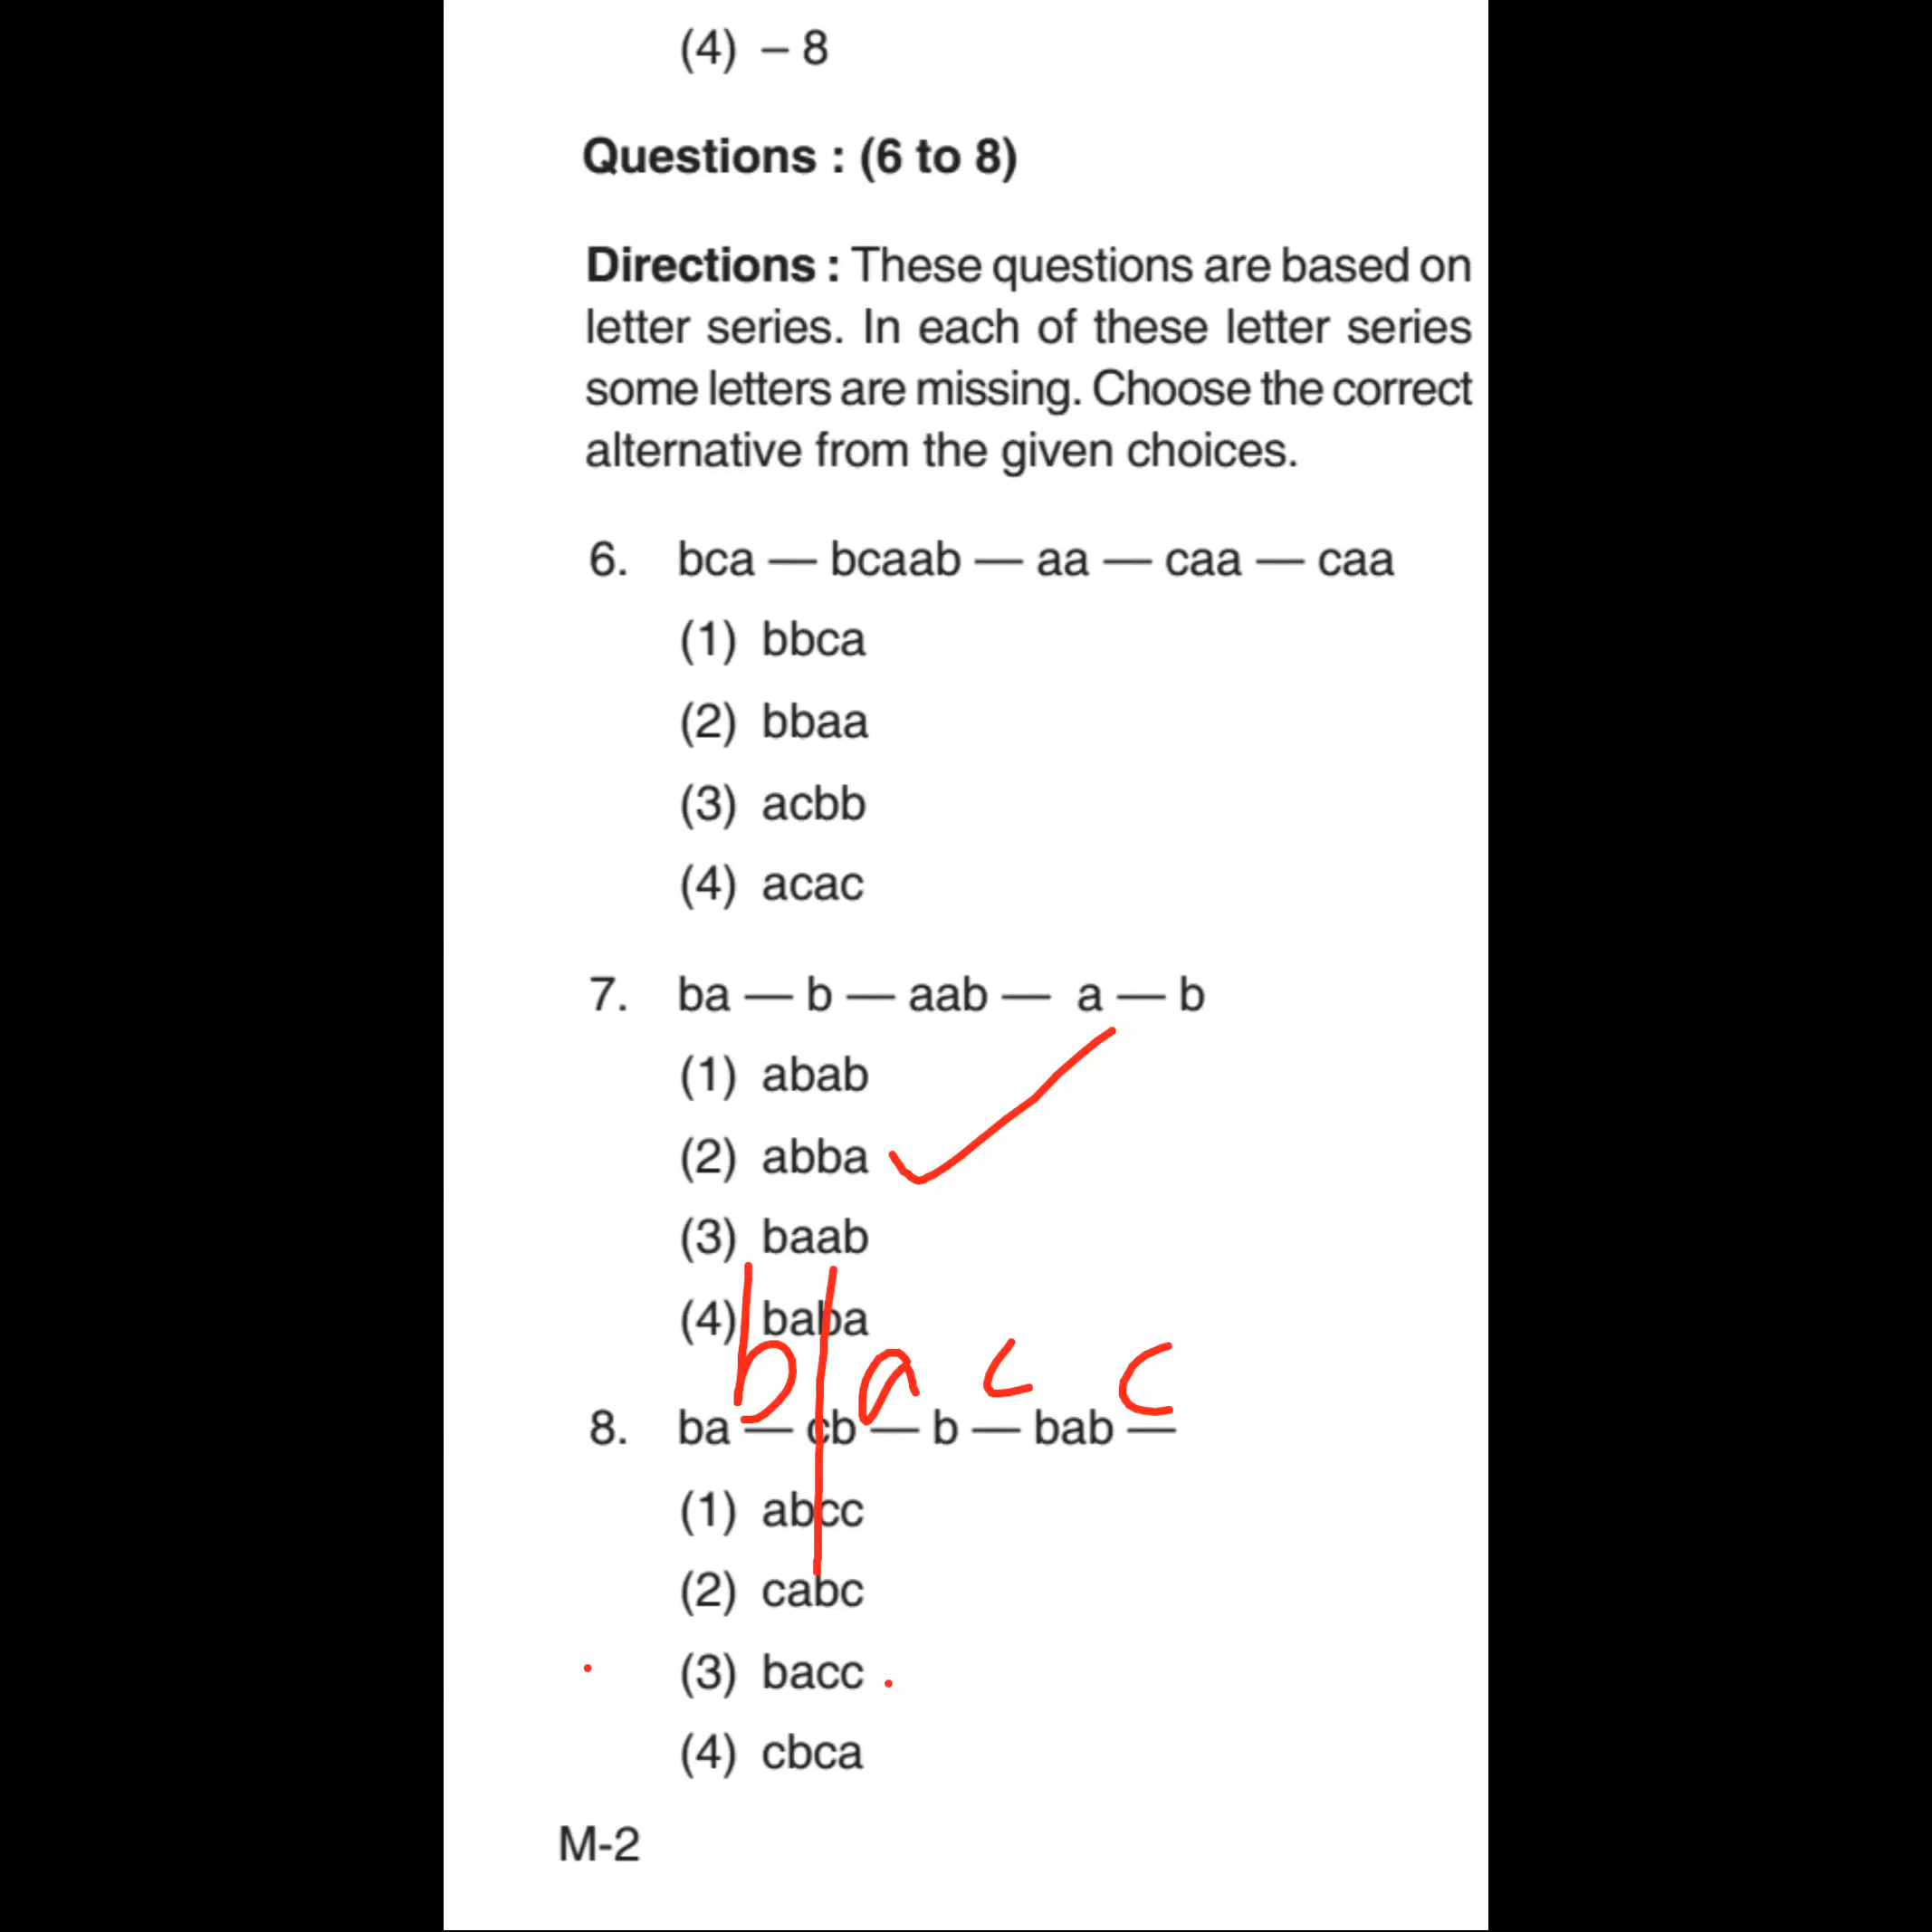 (4) – 8
Questions : (6 to 8)
Directions : These questions are based on
letter series. In each of these letter series
some letters are missing. Choose the correct
alternative from the given choices.
6. bca — bcaab — aa — caa — caa
(1) bbca
(2) bbaa
(3) acbb
(4) acac
7. ba — b — aab — a — b
(1) abab
(2) abba
(3) baab
(4) baba
b a c c
8. ba — cb — b — bab —
(1) abcc
(2) cabc
(3) bacc
(4) cbca
M-2